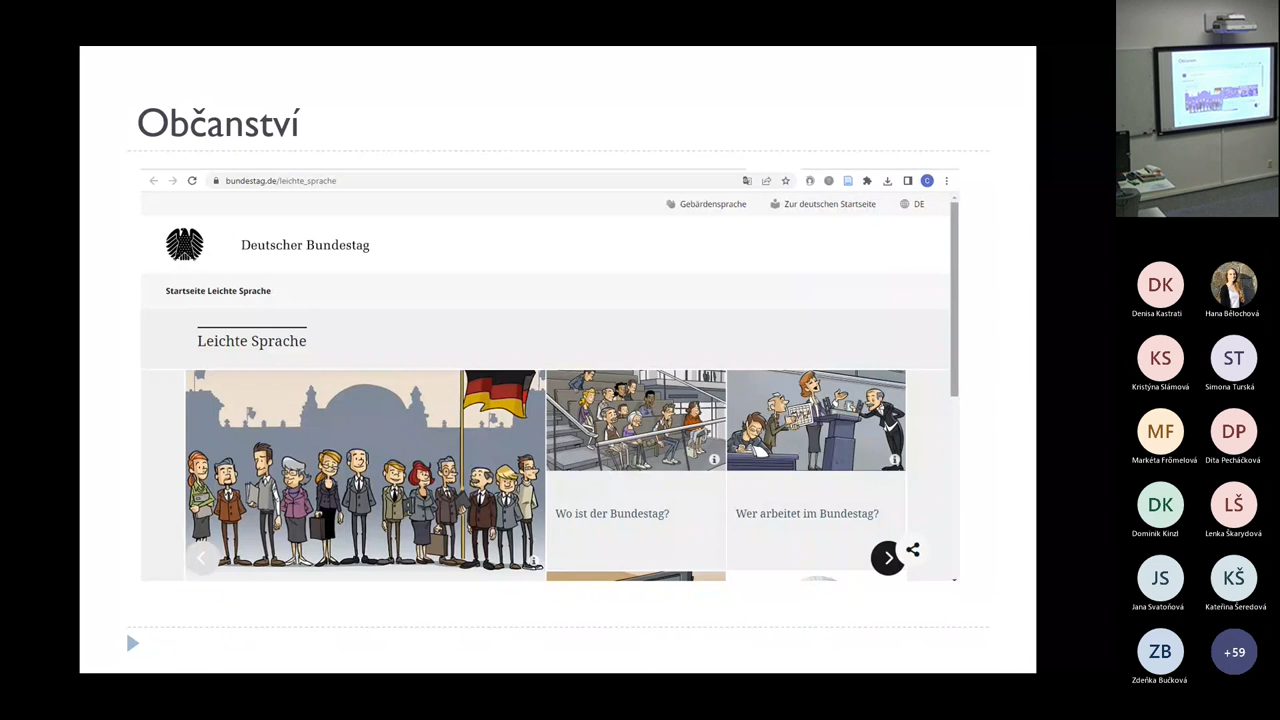 Občanství
bundestag.de/leichte_sprache
Gebärdensprache
Zur deutschen Startseite
DE
Deutscher Bundestag
Startseite Leichte Sprache
Leichte Sprache
Wo ist der Bundestag?
Wer arbeitet im Bundestag?
DK
Denisa Kastrati
Hana Bělochová
KS
Kristýna Slámová
ST
Simona Turská
MF
Markéta Frömelová
DP
Dita Pecháčková
DK
Dominik Kinzl
LŠ
Lenka Škarydová
JS
Jana Svatoňová
KŠ
Kateřina Šeredová
ZB
Zdeňka Bučková
+59